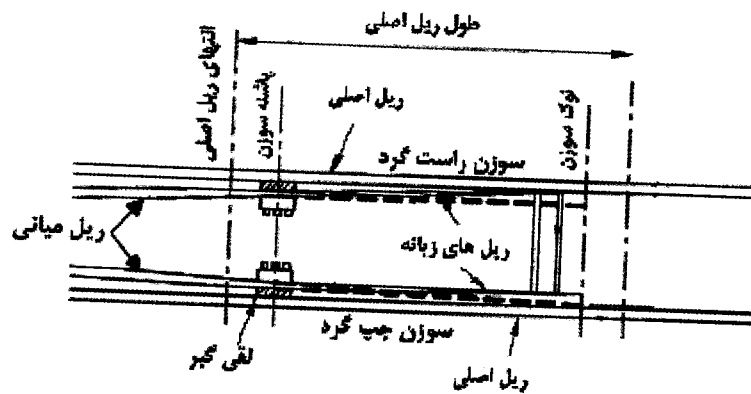 طول ریل اصلی
انتهای ریل اصلی
پاشنه سوزن
ریل اصلی
نوک سوزن
سوزن راست گرد
ریل میانی
ریل های زبانه
سوزن چپ گرد
لقی گیر
ریل اصلی